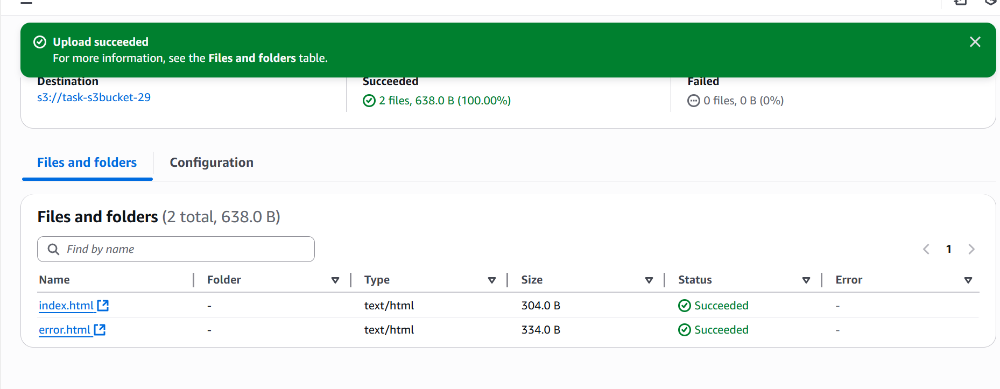 Upload succeeded
For more information, see the Files and folders table.
Destination
Succeeded
Failed
s3://task-s3bucket-29
2 files, 638.0 B (100.00%)
0 files, 0 B (0%)
Files and folders
Configuration
Files and folders (2 total, 638.0 B)
Find by name
1
Name Folder Type Size Status Error
index.html - text/html 304.0 B Succeeded -
error.html - text/html 334.0 B Succeeded -